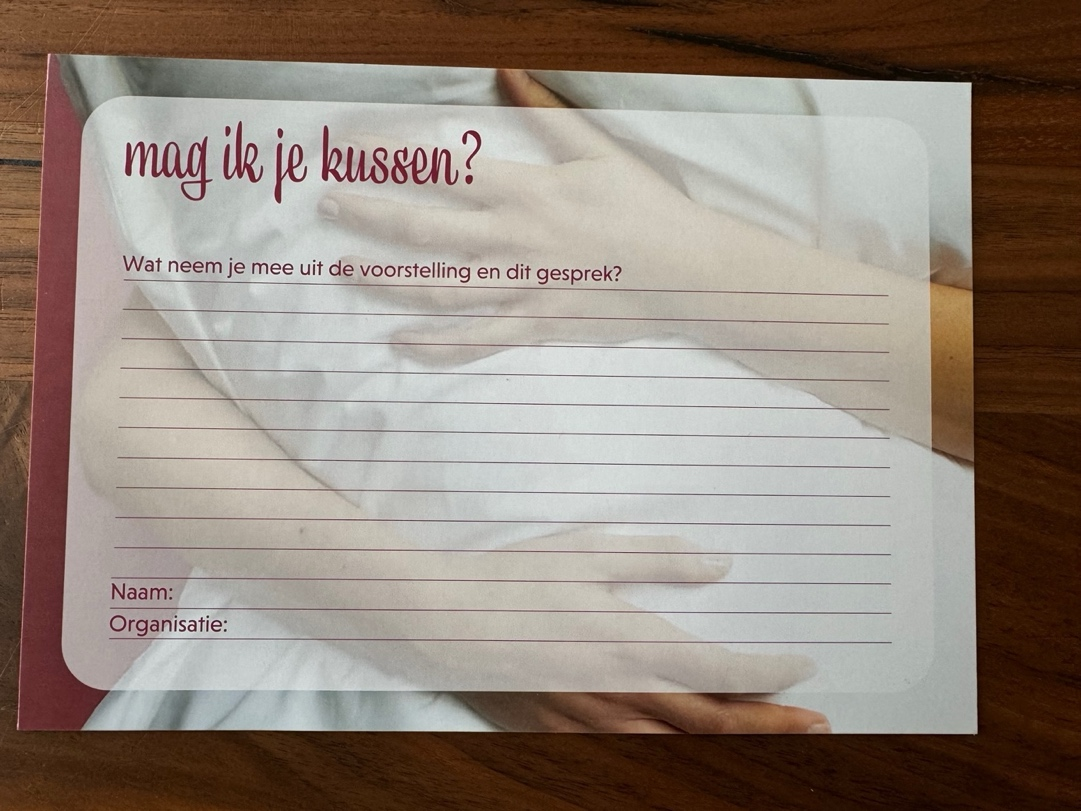 mag ik je kussen?
Wat neem je mee uit de voorstelling en dit gesprek?
Naam:
Organisatie: